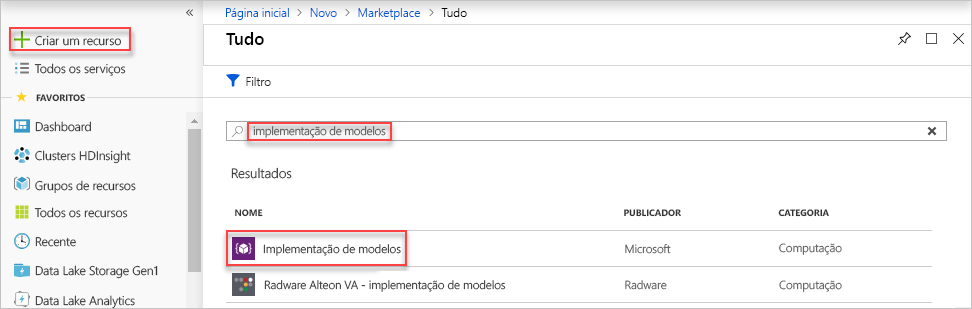 «
Criar um recurso
Todos os serviços
FAVORITOS
Dashboard
Clusters HDInsight
Grupos de recursos
Todos os recursos
Recente
Data Lake Storage Gen1
Data Lake Analytics
Página inicial > Novo > Marketplace > Tudo
Tudo
Filtro
implementação de modelos
Resultados
NOME PUBLICADOR CATEGORIA
Implementação de modelos Microsoft Computação
Radware Alteon VA - implementação de modelos Radware Computação